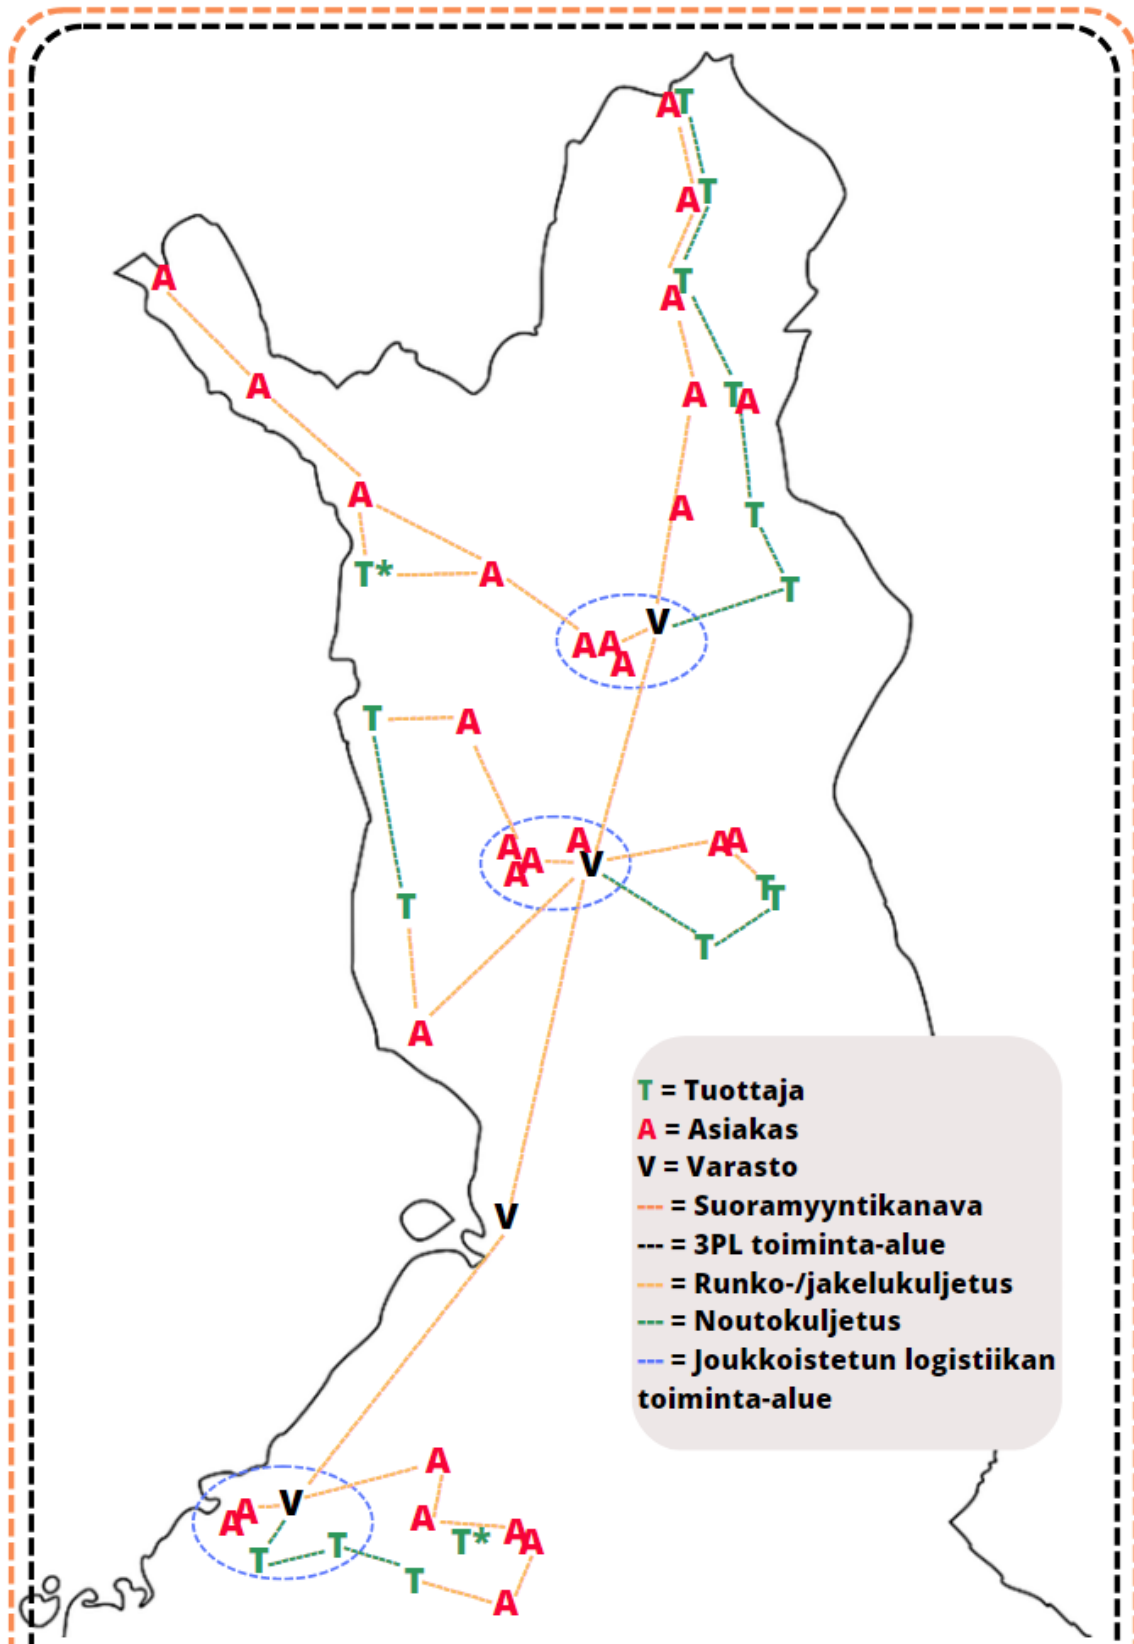 A T
A T
T
A
A
A
A T A
A
A T
T* A T
V
A A
A
T A
A
A A V
A
A A
T
T
T
T
A
T = Tuottaja
A = Asiakas
V = Varasto
--- = Suoramyyntikanava
--- = 3PL toiminta-alue
--- = Runko-/jakelukuljetus
--- = Noutokuljetus
--- = Joukkoistetun logistiikan
toiminta-alue
V
A
V
A
A
A
A
T*
A
T
T
T
A